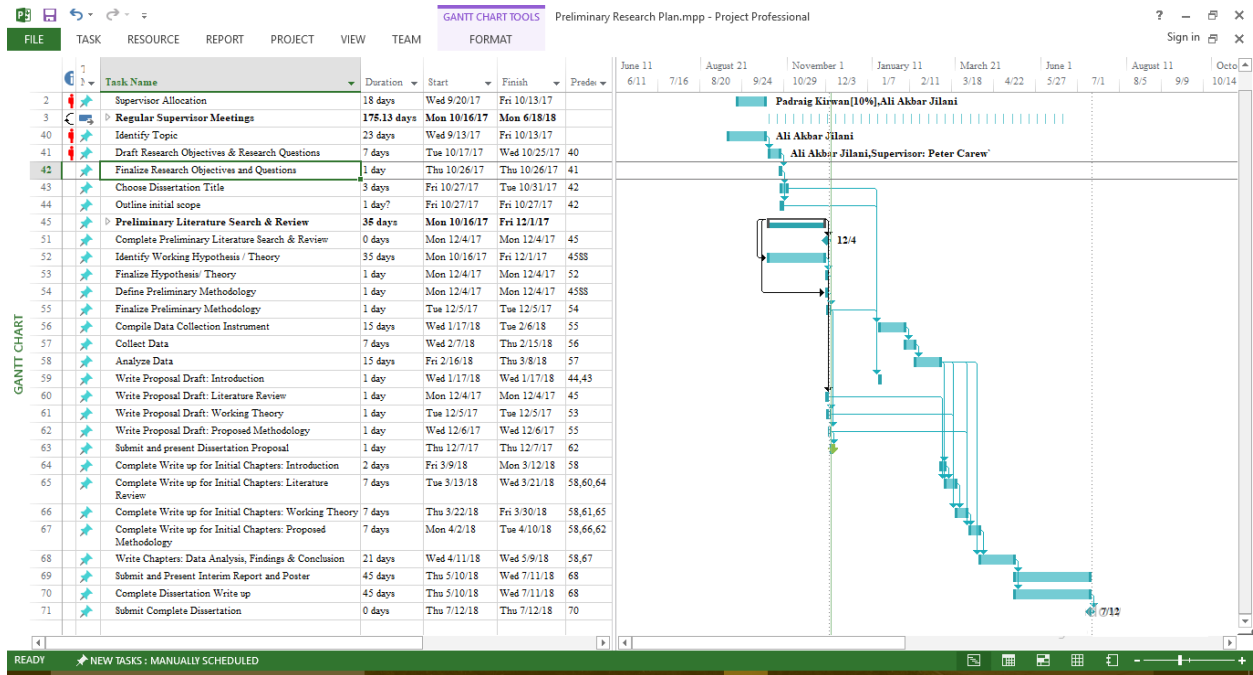 GANTT CHART TOOLS Preliminary Research Plan.mpp - Project Professional ?
FILE TASK RESOURCE REPORT PROJECT VIEW TEAM FORMAT Sign in
June 11 August 21 November 1 January 11 March 21 June 1 August 11 Octo
Task Name Duration Start Finish Predec 6/11 7/16 8/20 9/24 10/29 12/3 1/7 2/11 3/18 4/22 5/27 7/1 8/5 9/9 10/14
2 Supervisor Allocation 18 days Wed 9/20/17 Fri 10/13/17 Padraig Kirwan[10%],Ali Akbar Jilani
3 Regular Supervisor Meetings 178.13 days Mon 10/16/17 Mon 6/18/18
40 Identify Topic 23 days Wed 9/13/17 Fri 10/13/17 Ali Akbar Jilani
41 Draft Research Objectives & Research Questions 7 days Tue 10/17/17 Wed 10/25/17 40 Ali Akbar Jilani,Supervisor: Peter Carew'
42 Finalize Research Objectives and Questions 1 day Thu 10/26/17 Thu 10/26/17 41
43 Choose Dissertation Title 3 days Fri 10/27/17 Tue 10/31/17 42
44 Outline initial scope 1 day? Fri 10/27/17 Fri 10/27/17 42
45 Preliminary Literature Search & Review 35 days Mon 10/16/17 Fri 12/1/17
51 Complete Preliminary Literature Search & Review 0 days Mon 12/4/17 Mon 12/4/17 45 12/4
52 Identify Working Hypothesis / Theory 35 days Mon 10/16/17 Fri 12/1/17 45SS
53 Finalize Hypothesis/ Theory 1 day Mon 12/4/17 Mon 12/4/17 52
54 Define Preliminary Methodology 1 day Mon 12/4/17 Mon 12/4/17 45SS
55 Finalize Preliminary Methodology 1 day Tue 12/5/17 Tue 12/5/17 54
56 Compile Data Collection Instrument 15 days Wed 1/17/18 Tue 2/6/18 55
57 Collect Data 7 days Wed 2/7/18 Thu 2/15/18 56
58 Analyze Data 15 days Fri 2/16/18 Thu 3/8/18 57
59 Write Proposal Draft: Introduction 1 day Wed 1/17/18 Wed 1/17/18 44,43
60 Write Proposal Draft: Literature Review 1 day Mon 12/4/17 Mon 12/4/17 45
61 Write Proposal Draft: Working Theory 1 day Tue 12/5/17 Tue 12/5/17 53
62 Write Proposal Draft: Proposed Methodology 1 day Wed 12/6/17 Wed 12/6/17 55
63 Submit and present Dissertation Proposal 1 day Thu 12/7/17 Thu 12/7/17 62
64 Complete Write up for Initial Chapters: Introduction 2 days Fri 3/9/18 Mon 3/12/18 58
65 Complete Write up for Initial Chapters: Literature 7 days Tue 3/13/18 Wed 3/21/18 58,60,64
Review
66 Complete Write up for Initial Chapters: Working Theory 7 days Thu 3/22/18 Fri 3/30/18 58,61,65
67 Complete Write up for Initial Chapters: Proposed 7 days Mon 4/2/18 Tue 4/10/18 58,66,62
Methodology
68 Write Chapters: Data Analysis, Findings & Conclusion 21 days Wed 4/11/18 Wed 5/9/18 58,67
69 Submit and Present Interim Report and Poster 45 days Thu 5/10/18 Wed 7/11/18 68
70 Complete Dissertation Write up 45 days Thu 5/10/18 Wed 7/11/18 68
71 Submit Complete Dissertation 0 days Thu 7/12/18 Thu 7/12/18 70 7/12
GANTT CHART
READY NEW TASKS : MANUALLY SCHEDULED